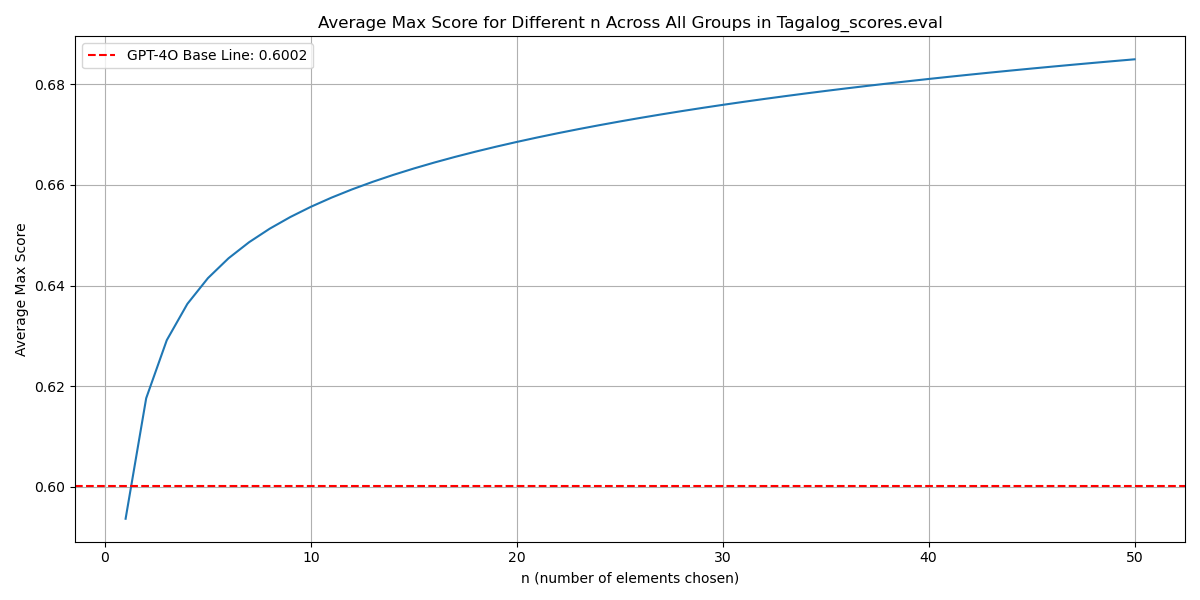 Average Max Score for Different n Across All Groups in Tagalog_scores.eval
GPT-4O Base Line: 0.6002
Average Max Score
0.68
0.66
0.64
0.62
0.60
0 10 20 30 40 50
n (number of elements chosen)